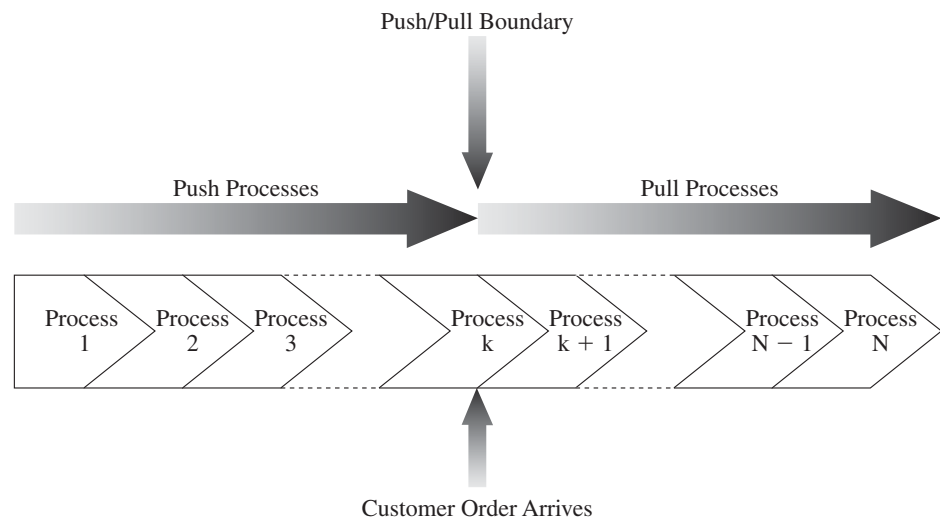 Push/Pull Boundary
Push Processes
Pull Processes
Process
1
Process
2
Process
3
Process
k
Process
k + 1
Process
N − 1
Process
N
Customer Order Arrives